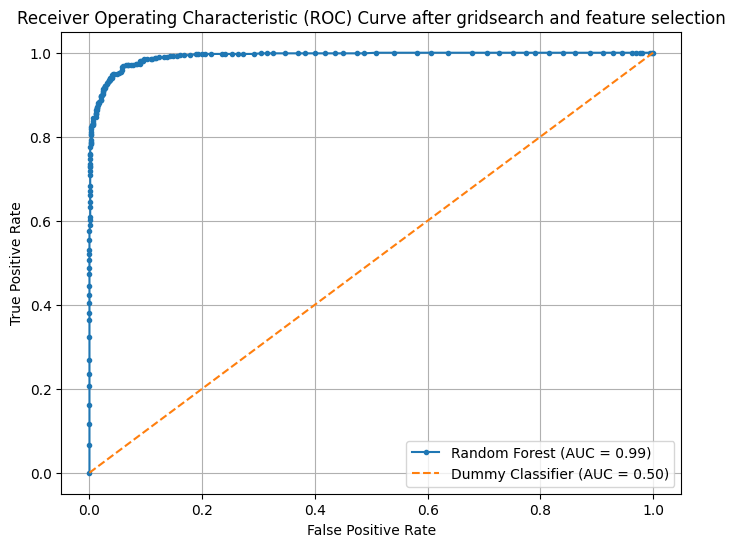 Receiver Operating Characteristic (ROC) Curve after gridsearch and feature selection
1.0
0.8
0.6
0.4
0.2
0.0
True Positive Rate
0.0 0.2 0.4 0.6 0.8 1.0
False Positive Rate
Random Forest (AUC = 0.99)
Dummy Classifier (AUC = 0.50)